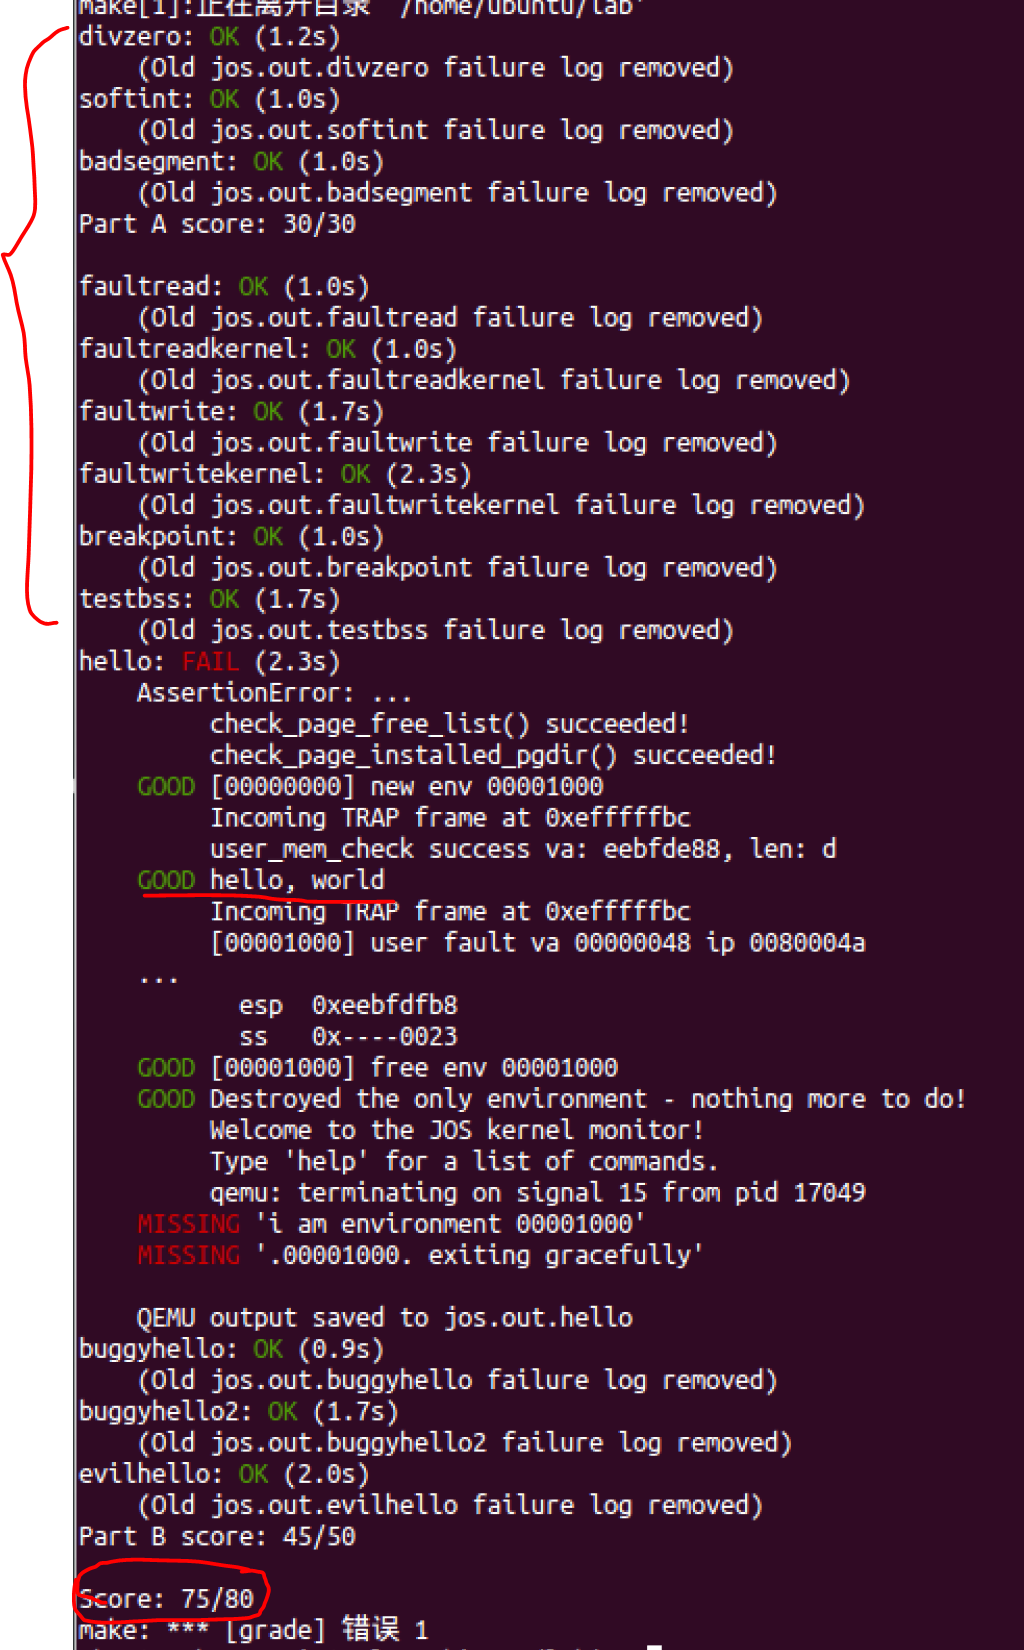 make[1]:正在离开目录 `/home/ubuntu/lab'
divzero: OK (1.2s)
    (Old jos.out.divzero failure log removed)
softint: OK (1.0s)
    (Old jos.out.softint failure log removed)
badsegment: OK (1.0s)
    (Old jos.out.badsegment failure log removed)
Part A score: 30/30

faultread: OK (1.0s)
    (Old jos.out.faultread failure log removed)
faultreadkernel: OK (1.0s)
    (Old jos.out.faultreadkernel failure log removed)
faultwrite: OK (1.7s)
    (Old jos.out.faultwrite failure log removed)
faultwritekernel: OK (2.3s)
    (Old jos.out.faultwritekernel failure log removed)
breakpoint: OK (1.0s)
    (Old jos.out.breakpoint failure log removed)
testbss: OK (1.7s)
    (Old jos.out.testbss failure log removed)
hello: FAIL (2.3s)
    AssertionError: ...
         check_page_free_list() succeeded!
         check_page_installed_pgdir() succeeded!
    GOOD [00000000] new env 00001000
         Incoming TRAP frame at 0xefffffbc
         user_mem_check success va: eebfde88, len: d
    GOOD hello, world
         Incoming TRAP frame at 0xefffffbc
         [00001000] user fault va 00000048 ip 0080004a
    ...
           esp  0xeebfdfb8
           ss   0x----0023
    GOOD [00001000] free env 00001000
    GOOD Destroyed the only environment - nothing more to do!
         Welcome to the JOS kernel monitor!
         Type 'help' for a list of commands.
         qemu: terminating on signal 15 from pid 17049
    MISSING 'i am environment 00001000'
    MISSING '.00001000. exiting gracefully'

    QEMU output saved to jos.out.hello
buggyhello: OK (0.9s)
    (Old jos.out.buggyhello failure log removed)
buggyhello2: OK (1.7s)
    (Old jos.out.buggyhello2 failure log removed)
evilhello: OK (2.0s)
    (Old jos.out.evilhello failure log removed)
Part B score: 45/50

Score: 75/80
make: *** [grade] 错误 1